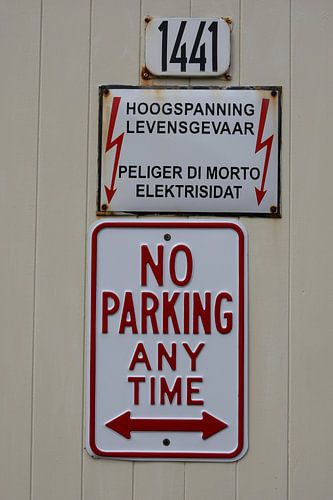 1441
HOOGSPANNING
LEVENSGEVAAR
PELIGER DI MORTO
ELEKTRISIDAT
NO
PARKING
ANY
TIME